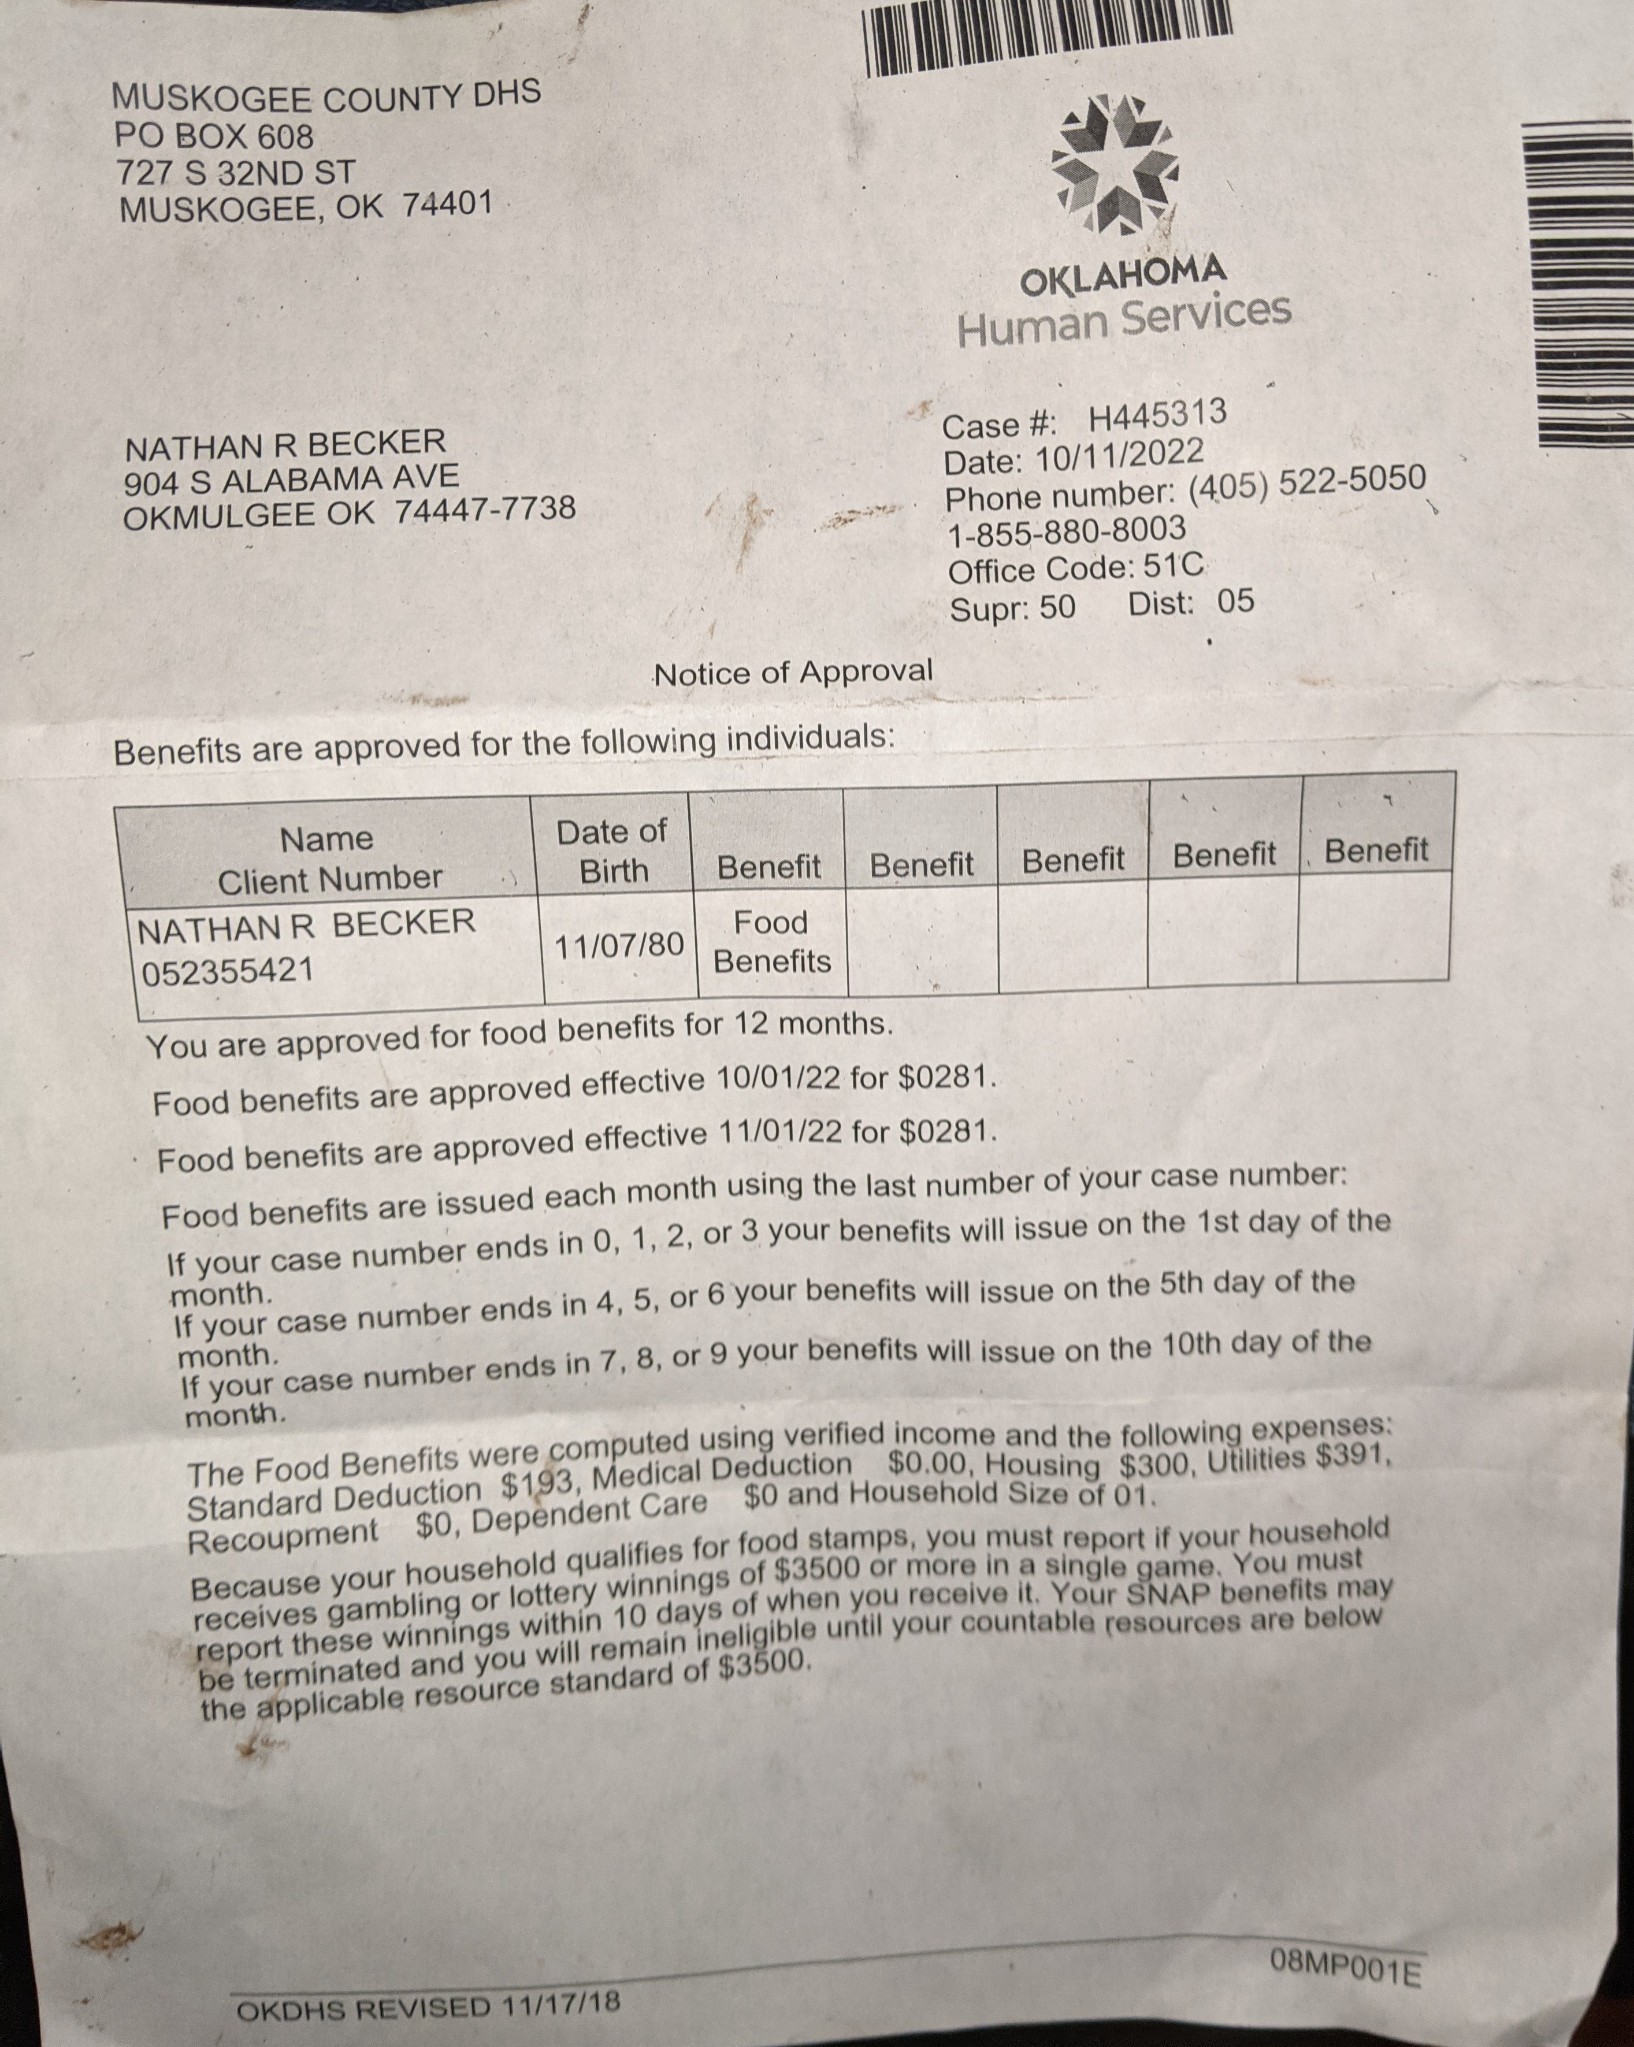 MUSKOGEE COUNTY DHS
PO BOX 608
727 S 32ND ST
MUSKOGEE, OK 74401
OKLAHOMA
Human Services
NATHAN R BECKER
904 S ALABAMA AVE
OKMULGEE OK 74447-7738
Case #: H445313
Date: 10/11/2022
Phone number: (405) 522-5050
1-855-880-8003
Office Code: 51C
Supr: 50 Dist: 05
Notice of Approval
Benefits are approved for the following individuals:
Name
Client Number
Date of
Birth
Benefit
Benefit
Benefit
Benefit
Benefit
NATHAN R BECKER
052355421
11/07/80
Food
Benefits
You are approved for food benefits for 12 months.
Food benefits are approved effective 10/01/22 for $0281.
Food benefits are approved effective 11/01/22 for $0281.
Food benefits are issued each month using the last number of your case number:
If your case number ends in 0, 1, 2, or 3 your benefits will issue on the 1st day of the
month.
If your case number ends in 4, 5, or 6 your benefits will issue on the 5th day of the
month.
If your case number ends in 7, 8, or 9 your benefits will issue on the 10th day of the
month.
The Food Benefits were computed using verified income and the following expenses:
Standard Deduction $193, Medical Deduction $0.00, Housing $300, Utilities $391,
Recoupment $0, Dependent Care $0 and Household Size of 01.
Because your household qualifies for food stamps, you must report if your household
receives gambling or lottery winnings of $3500 or more in a single game. You must
report these winnings within 10 days of when you receive it. Your SNAP benefits may
be terminated and you will remain ineligible until your countable resources are below
the applicable resource standard of $3500.
OKDHS REVISED 11/17/18
08MP001E